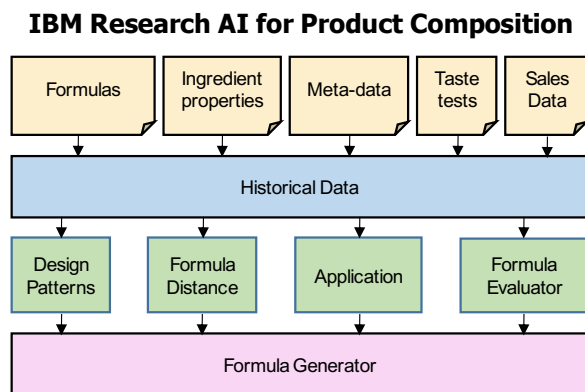 IBM Research AI for Product Composition
Formulas
Ingredient
properties
Meta-data
Taste
tests
Sales
Data
Historical Data
Design
Patterns
Formula
Distance
Application
Formula
Evaluator
Formula Generator